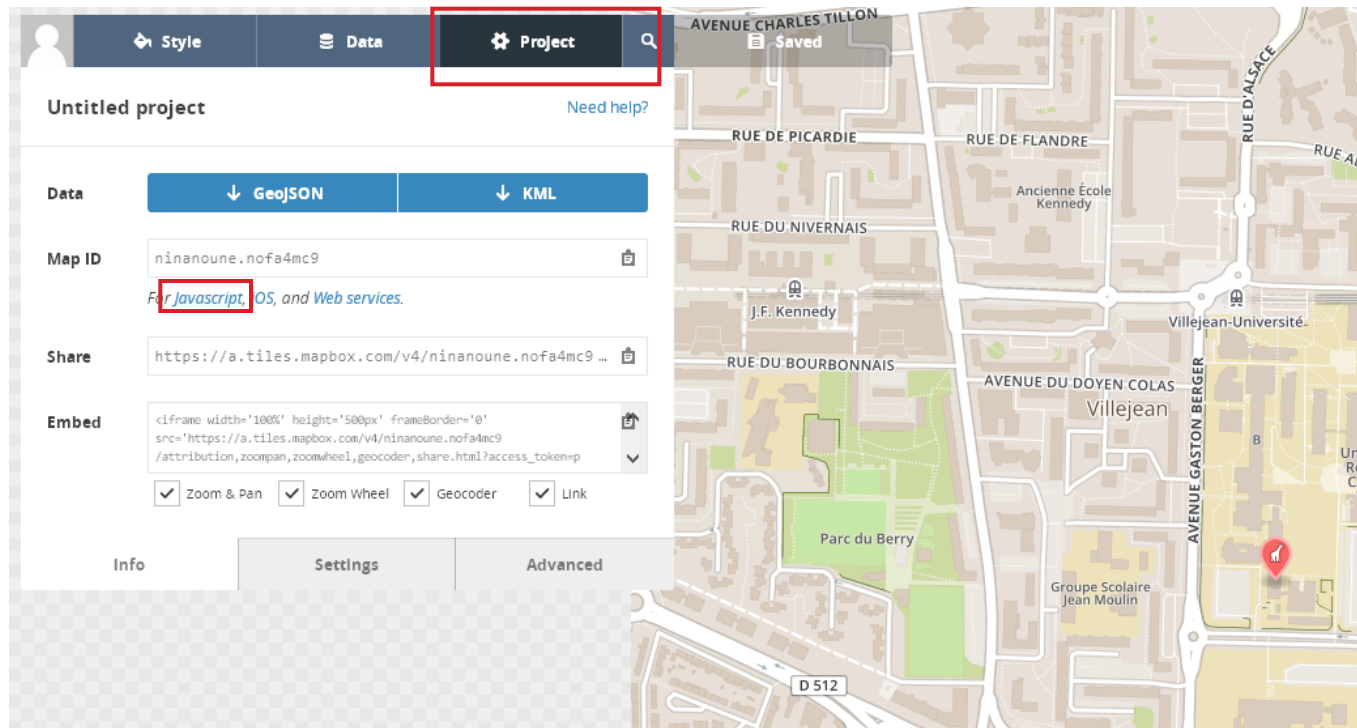 Style
Data
Project
Saved
Untitled project
Need help?
Data
GeoJSON
KML
Map ID
ninanoune.nofa4mc9
For Javascript, iOS, and Web services.
Share
https://a.tiles.mapbox.com/v4/ninanoune.nofa4mc9 …
Embed
<iframe width='100%' height='500px' frameBorder='0'
src='https://a.tiles.mapbox.com/v4/ninanoune.nofa4mc9
/attribution,zoompan,zoomwheel,geocoder,share.html?access_token=p
Zoom & Pan
Zoom Wheel
Geocoder
Link
Info
Settings
Advanced
AVENUE CHARLES TILLON
RUE D'ALSACE
RUE DE PICARDIE
RUE DE FLANDRE
RUE AL
Ancienne École
Kennedy
RUE DU NIVERNAIS
J.F. Kennedy
Villejean-Université
RUE DU BOURBONNAIS
AVENUE DU DOYEN COLAS
Villejean
AVENUE GASTON BERGER
B
Un
R
C
Parc du Berry
Groupe Scolaire
Jean Moulin
D 512